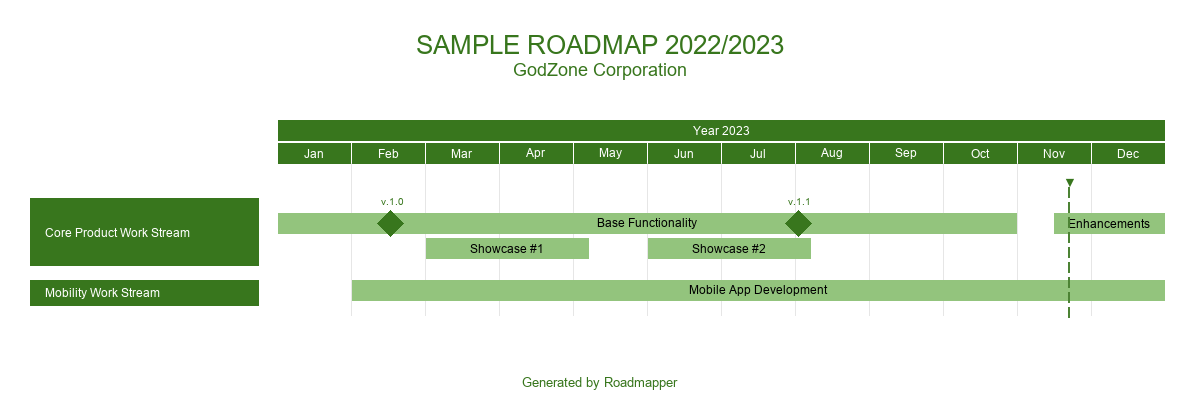 SAMPLE ROADMAP 2022/2023
GodZone Corporation
Year 2023
Jan Feb Mar Apr May Jun Jul Aug Sep Oct Nov Dec
v.1.0 v.1.1
Core Product Work Stream Base Functionality Enhancements
Showcase #1 Showcase #2
Mobility Work Stream Mobile App Development
Generated by Roadmapper